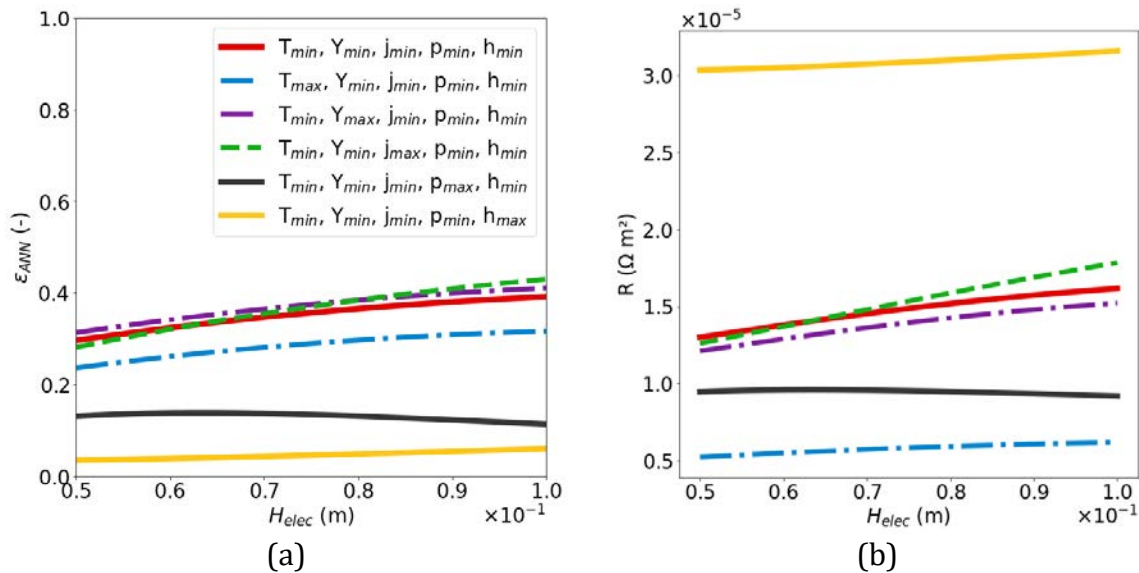 1.0
0.8
0.6
0.4
0.2
0.0
ε_ANN (-)
T_min, Y_min, j_min, p_min, h_min
T_max, Y_min, j_min, p_min, h_min
T_min, Y_max, j_min, p_min, h_min
T_min, Y_min, j_max, p_min, h_min
T_min, Y_min, j_min, p_max, h_min
T_min, Y_min, j_min, p_min, h_max
0.5 0.6 0.7 0.8 0.9 1.0
H_elec (m) ×10⁻¹
(a)
×10⁻⁵
3.0
2.5
2.0
1.5
1.0
0.5
R (Ω m²)
0.5 0.6 0.7 0.8 0.9 1.0
H_elec (m) ×10⁻¹
(b)